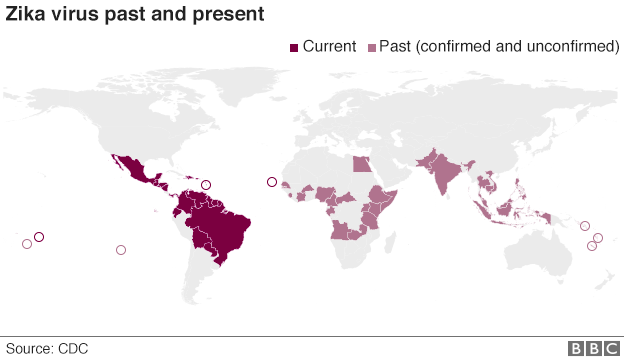 Zika virus past and present
Current Past (confirmed and unconfirmed)
Source: CDC
BBC